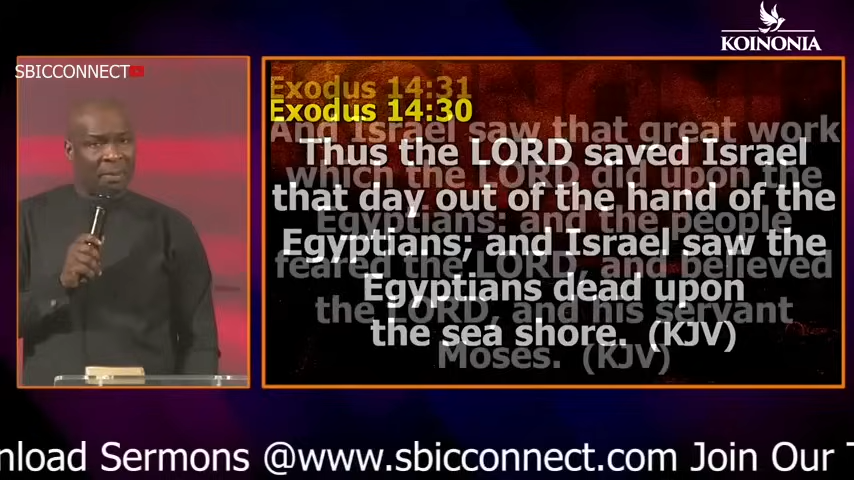 KOINONIA
SBICCONNECT
Exodus 14:31
Exodus 14:30
And Israel saw that great work
Thus the LORD saved Israel
which the LORD did upon the
that day out of the hand of the
Egyptians: and the people
Egyptians; and Israel saw the
feared the LORD, and believed
Egyptians dead upon
the LORD, and his servant
the sea shore. (KJV)
Moses. (KJV)
nload Sermons @www.sbicconnect.com Join Our T